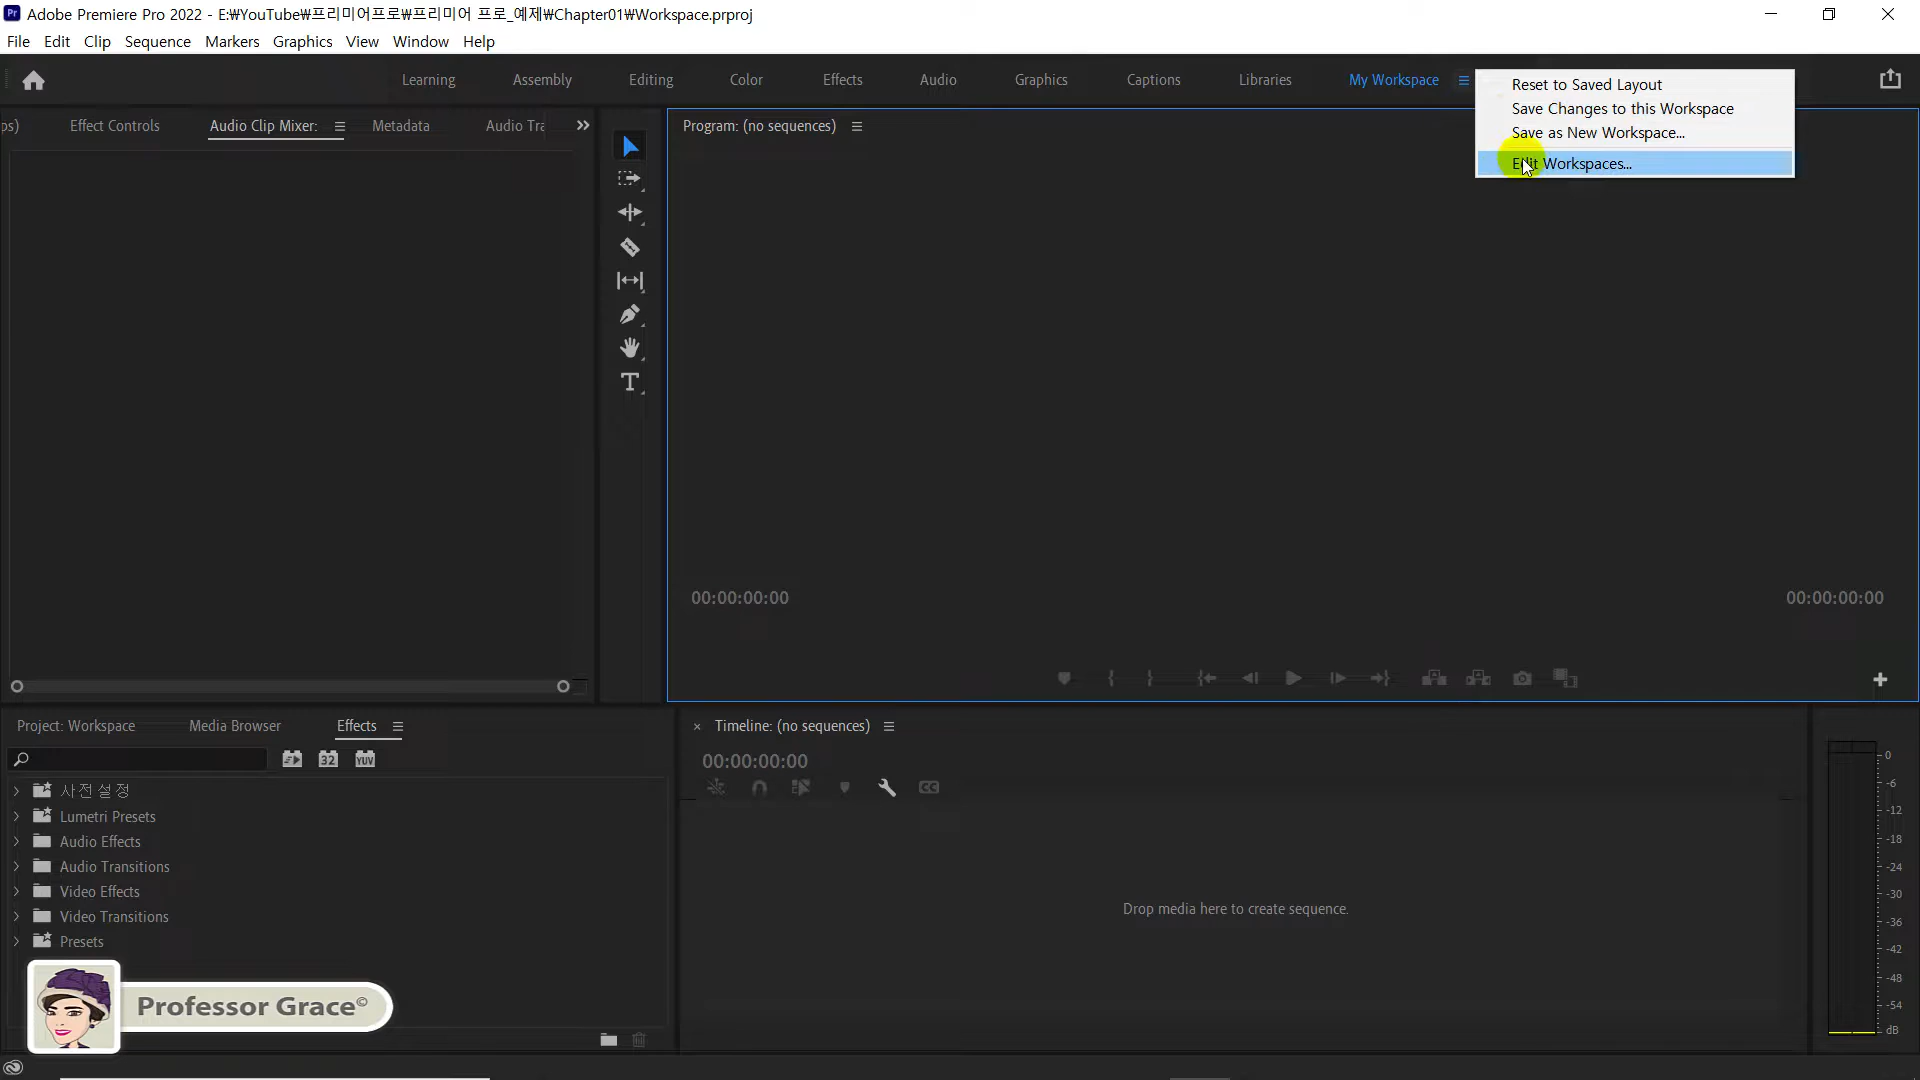 Adobe Premiere Pro 2022 - E:₩YouTube₩프리미어프로₩프리미어 프로_예제₩Chapter01₩Workspace.prproj
File Edit Clip Sequence Markers Graphics View Window Help
Learning Assembly Editing Color Effects Audio Graphics Captions Libraries My Workspace
Reset to Saved Layout
Save Changes to this Workspace
Save as New Workspace...
Edit Workspaces...
ps) Effect Controls Audio Clip Mixer: Metadata Audio Tra
Program: (no sequences)
00:00:00:00 00:00:00:00
Project: Workspace Media Browser Effects
32 YUV
사전 설정
Lumetri Presets
Audio Effects
Audio Transitions
Video Effects
Video Transitions
Presets
Timeline: (no sequences)
00:00:00:00
CC
Drop media here to create sequence.
0
-6
-12
-18
-24
-30
-36
-42
-48
-54
dB
Professor Grace©